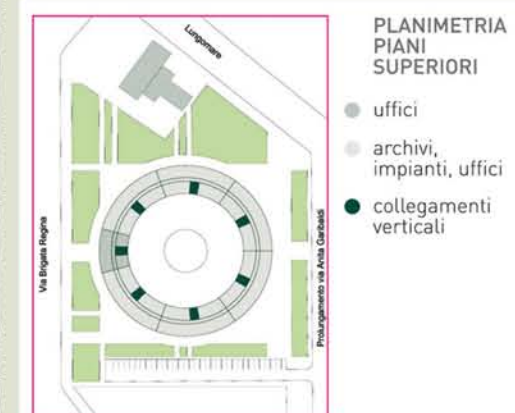 PLANIMETRIA
PIANI
SUPERIORI
uffici
archivi,
impianti, uffici
collegamenti
verticali
Lungomare
Via Brigata Regina
Prolungamento via Anita Garibaldi